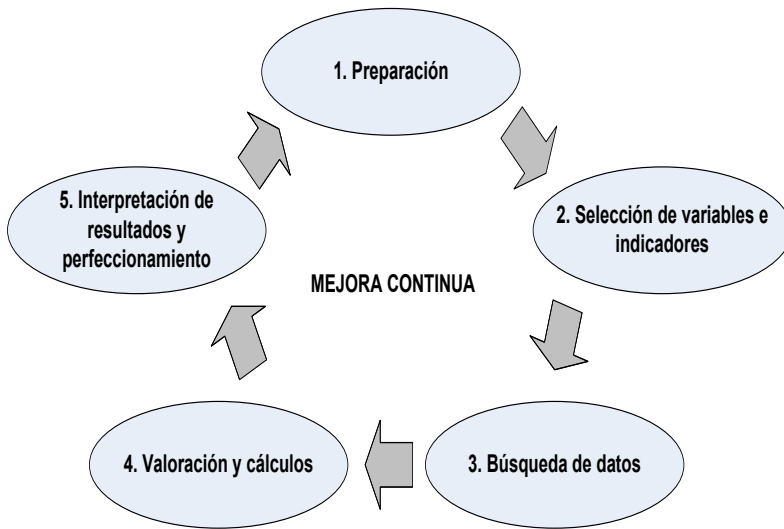 1. Preparación
2. Selección de variables e
indicadores
3. Búsqueda de datos
4. Valoración y cálculos
5. Interpretación de
resultados y
perfeccionamiento
MEJORA CONTINUA